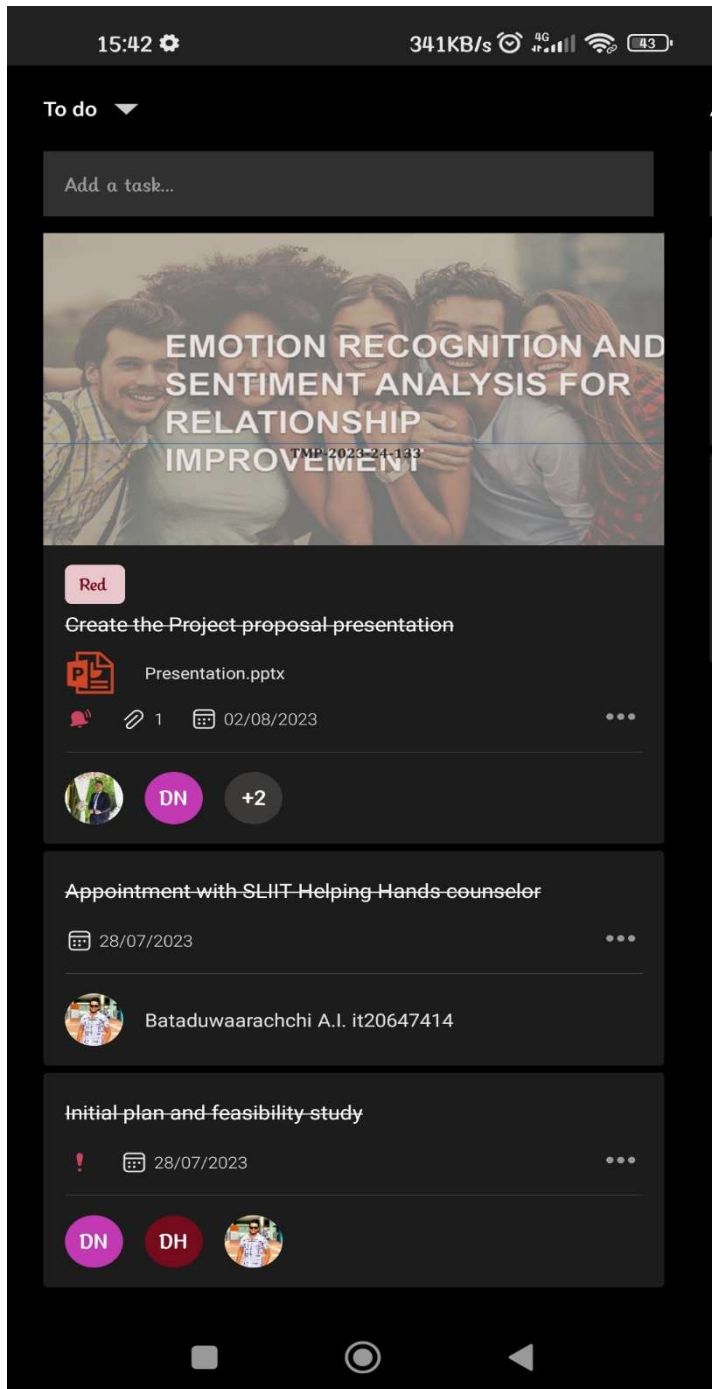 15:42 341KB/s 4G 43
To do
Add a task...
EMOTION RECOGNITION AND
SENTIMENT ANALYSIS FOR
RELATIONSHIP
IMPROVEMENT
TMP-2023-24-133
Red
Create the Project proposal presentation
P Presentation.pptx
1 02/08/2023
DN +2
Appointment with SLIIT Helping Hands counselor
28/07/2023
Bataduwaarachchi A.I. it20647414
Initial plan and feasibility study
! 28/07/2023
DN DH